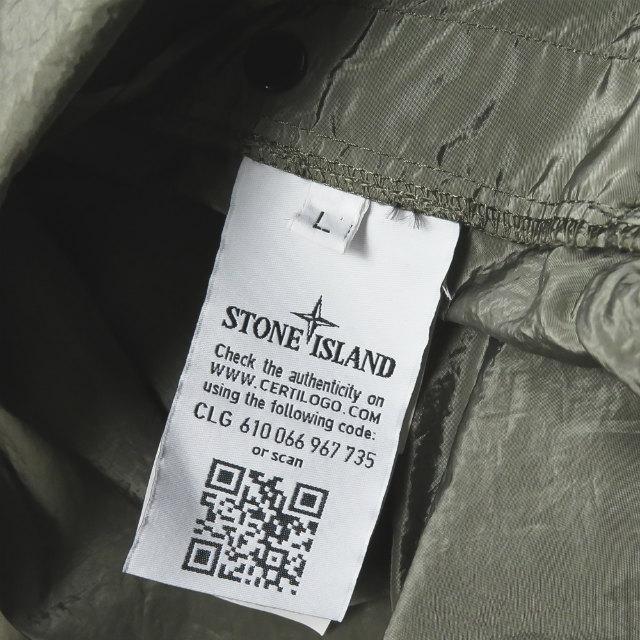 L
STONE ISLAND
Check the authenticity on
WWW.CERTILOGO.COM
using the following code:
CLG 610 066 967 735
or scan